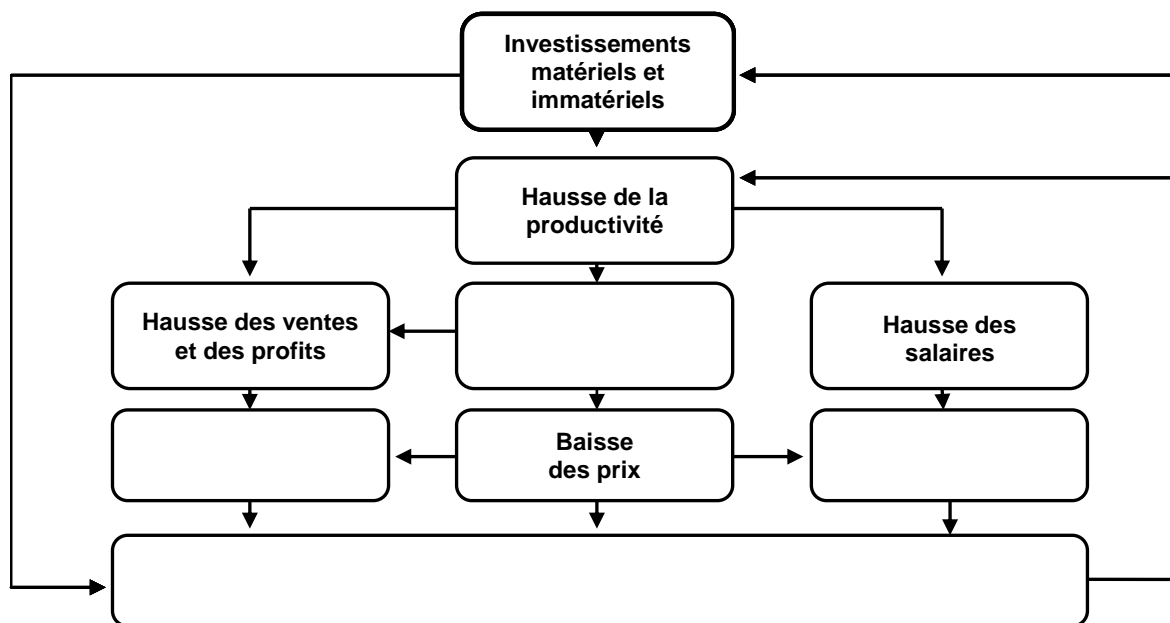 Investissements
matériels et
immatériels
Hausse de la
productivité
Hausse des ventes
et des profits
Hausse des
salaires
Baisse
des prix